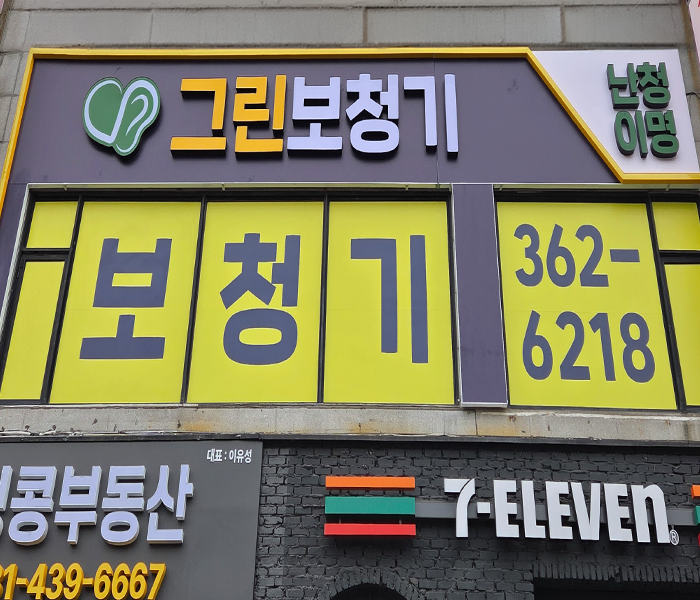 그린보청기
난청
이명
보청기
362-
6218
대표 : 이유성
콩부동산
31-439-6667
7-ELEVEN®